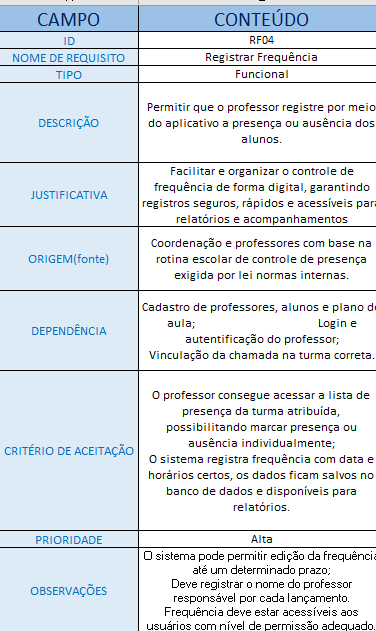 CAMPO CONTEÚDO
ID RF04
NOME DE REQUISITO Registrar Frequência
TIPO Funcional
DESCRIÇÃO
Permitir que o professor registre por meio
do aplicativo a presença ou ausência dos
alunos.
JUSTIFICATIVA
Facilitar e organizar o controle de
frequência de forma digital, garantindo
registros seguros, rápidos e acessíveis para
relatórios e acompanhamentos
ORIGEM(fonte)
Coordenação e professores com base na
rotina escolar de controle de presença
exigida por lei normas internas.
DEPENDÊNCIA
Cadastro de professores, alunos e plano de
aula; Login e
autentificação do professor;
Vinculação da chamada na turma correta.
CRITÉRIO DE ACEITAÇÃO
O professor consegue acessar a lista de
presença da turma atribuída,
possibilitando marcar presença ou
ausência individualmente;
O sistema registra frequência com data e
horários certos, os dados ficam salvos no
banco de dados e disponíveis para
relatórios.
PRIORIDADE Alta
OBSERVAÇÕES
O sistema pode permitir edição da frequência
até um determinado prazo;
Deve registrar o nome do professor
responsável por cada lançamento.
Frequência deve estar acessíveis aos
usuários com nível de permissão adequado.